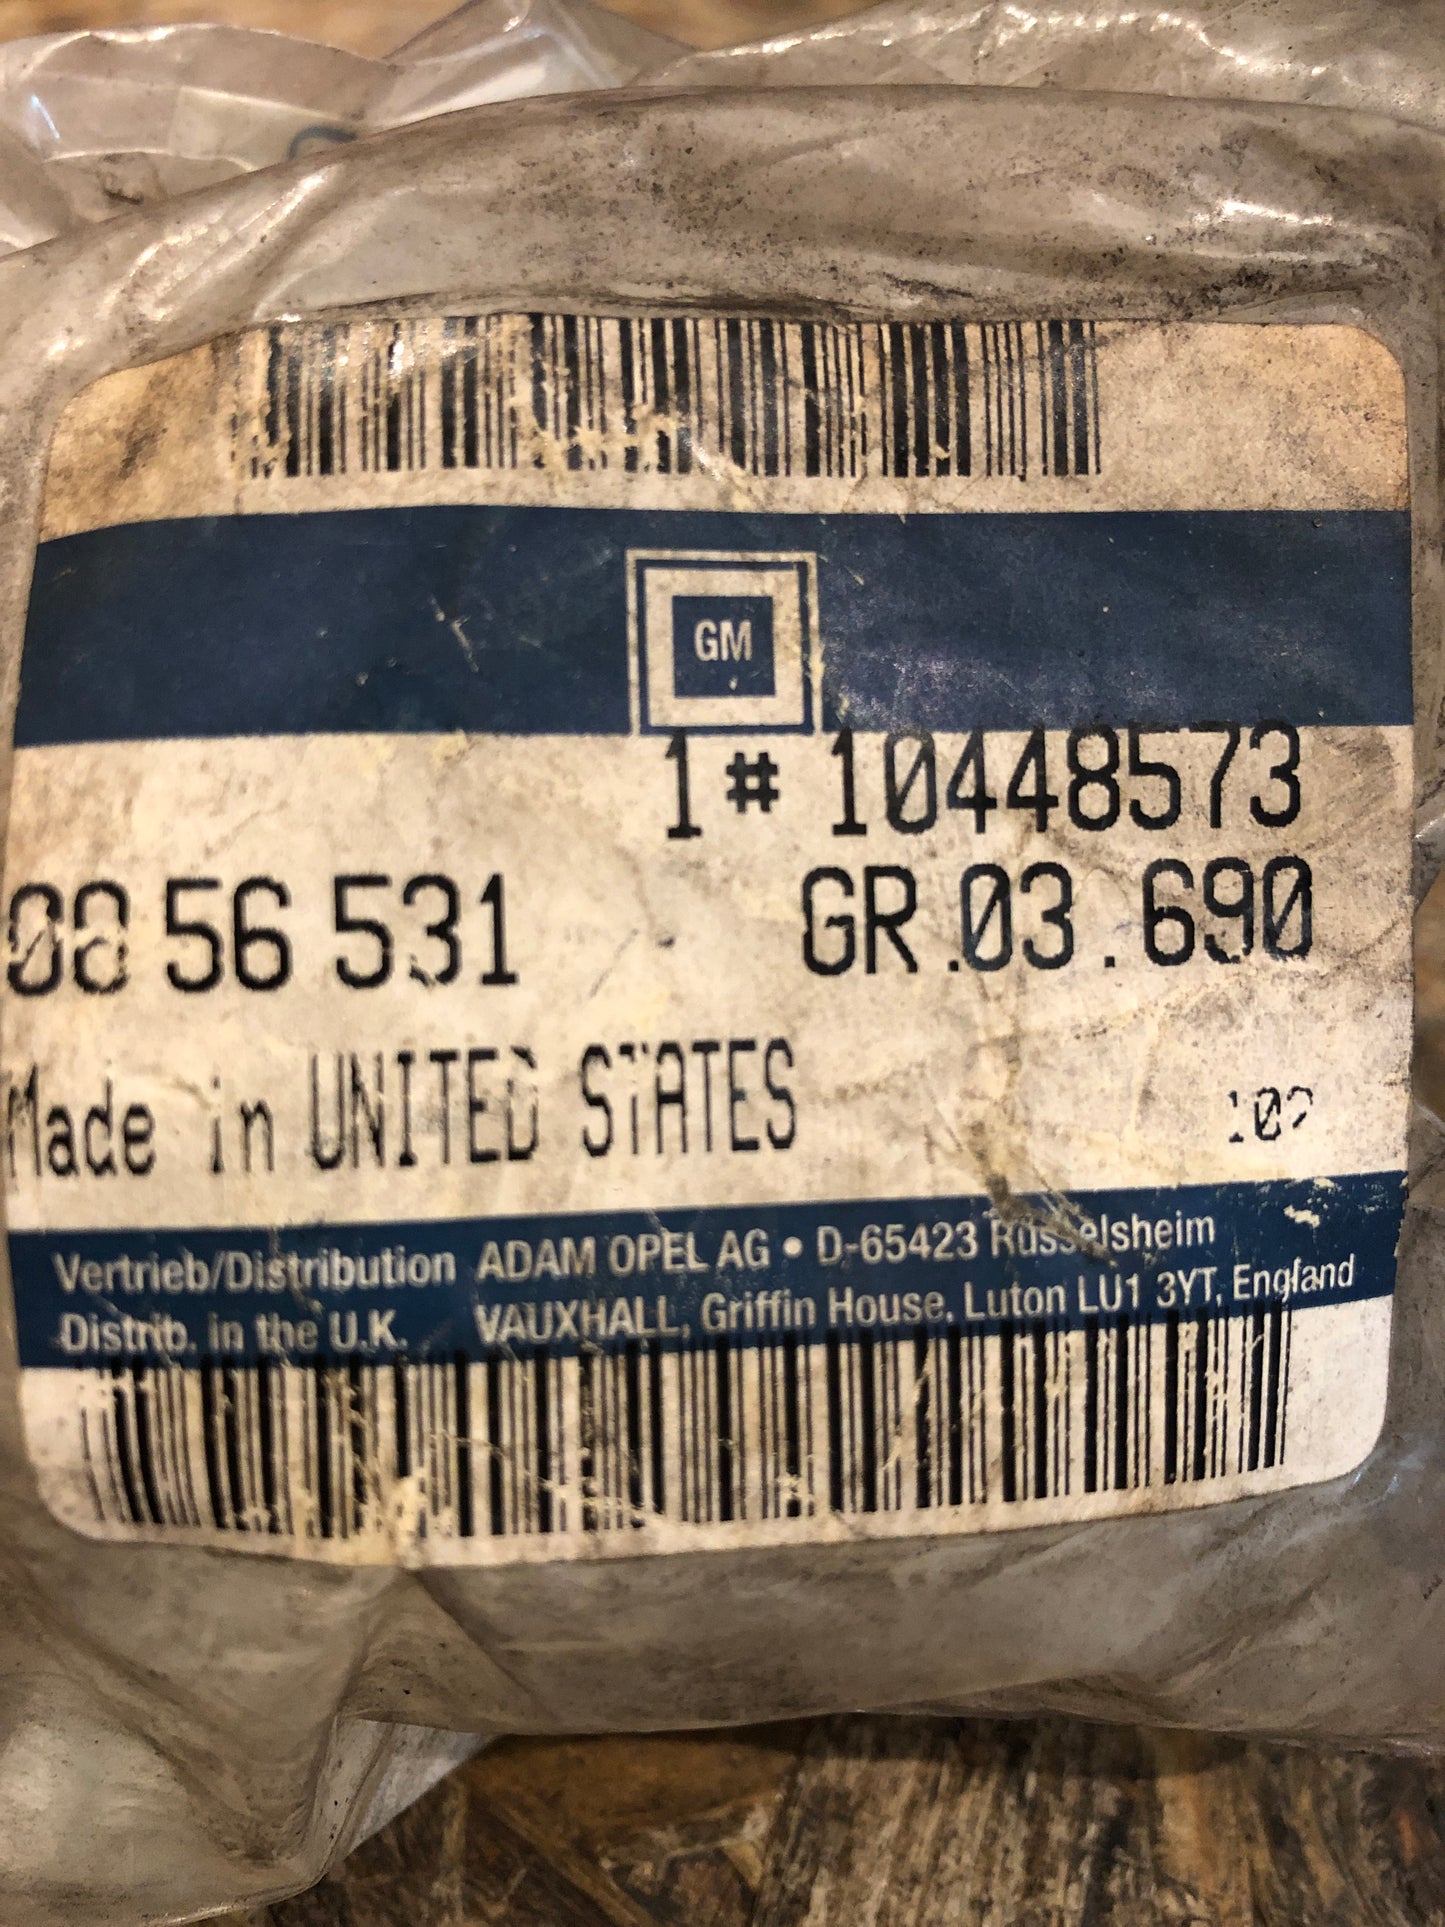 GM
1# 10448573
08 56 531 GR.03.690
Made in UNITED STATES
Vertrieb/Distribution ADAM OPEL AG • D-65423 Rüsselsheim
Distrib. in the U.K. VAUXHALL, Griffin House, Luton LU1 3YT, England